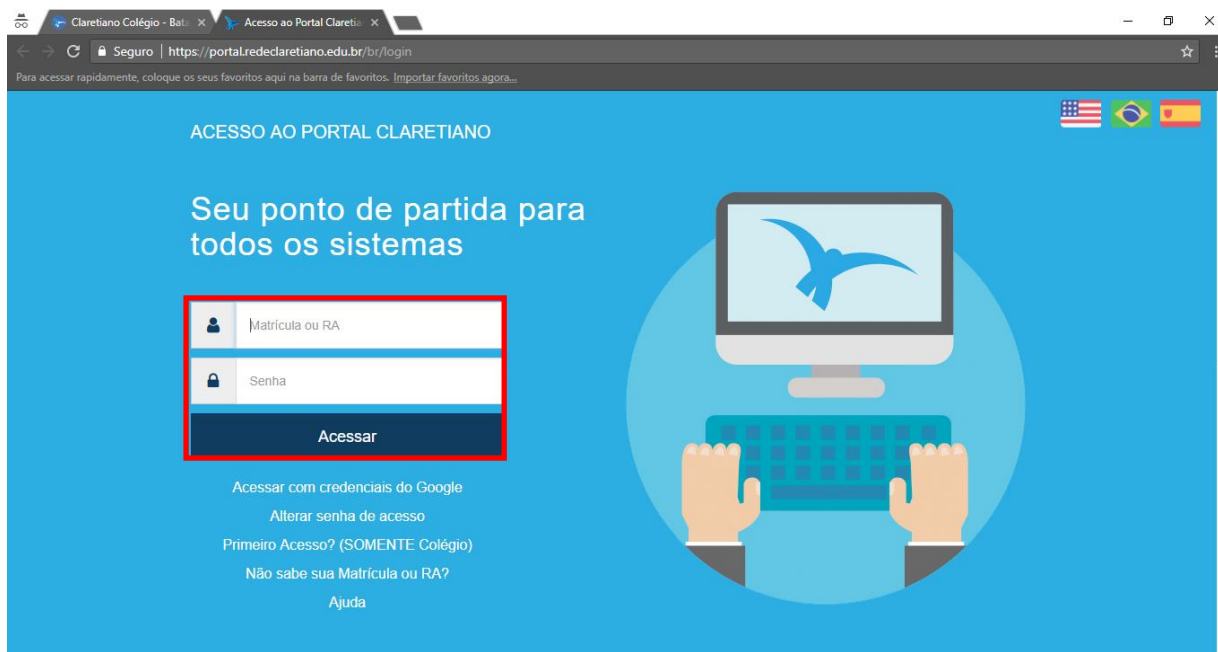 Claretiano Colégio - Bata
Acesso ao Portal Claretia
Seguro | https://portal.redeclaretiano.edu.br/br/login
Para acessar rapidamente, coloque os seus favoritos aqui na barra de favoritos. Importar favoritos agora...
ACESSO AO PORTAL CLARETIANO
Seu ponto de partida para
todos os sistemas
Matrícula ou RA
Senha
Acessar
Acessar com credenciais do Google
Alterar senha de acesso
Primeiro Acesso? (SOMENTE Colégio)
Não sabe sua Matrícula ou RA?
Ajuda